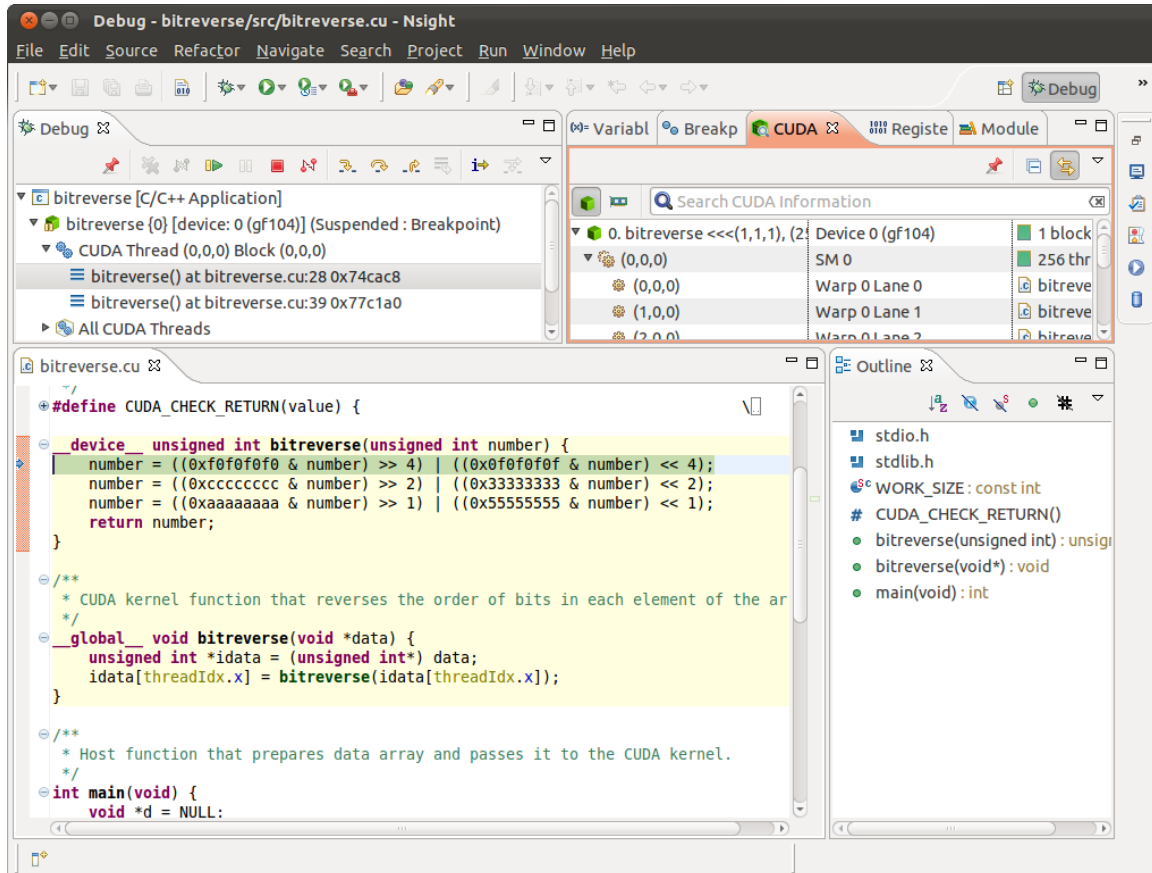 Debug - bitreverse/src/bitreverse.cu - Nsight
File Edit Source Refactor Navigate Search Project Run Window Help
Debug
Debug
bitreverse [C/C++ Application]
bitreverse {0} [device: 0 (gf104)] (Suspended : Breakpoint)
CUDA Thread (0,0,0) Block (0,0,0)
bitreverse() at bitreverse.cu:28 0x74cac8
bitreverse() at bitreverse.cu:39 0x77c1a0
All CUDA Threads
(x)= Variabl Breakp CUDA Registe Module
Search CUDA Information
0. bitreverse <<<(1,1,1), (2 Device 0 (gf104) 1 block
(0,0,0) SM 0 256 thr
(0,0,0) Warp 0 Lane 0 bitreve
(1,0,0) Warp 0 Lane 1 bitreve
(2,0,0) Warp 0 Lane 2 bitreve
bitreverse.cu
*/
#define CUDA_CHECK_RETURN(value) { \
__device__ unsigned int bitreverse(unsigned int number) {
number = ((0xf0f0f0f0 & number) >> 4) | ((0x0f0f0f0f & number) << 4);
number = ((0xcccccccc & number) >> 2) | ((0x33333333 & number) << 2);
number = ((0xaaaaaaaa & number) >> 1) | ((0x55555555 & number) << 1);
return number;
}
/**
* CUDA kernel function that reverses the order of bits in each element of the ar
*/
__global__ void bitreverse(void *data) {
unsigned int *idata = (unsigned int*) data;
idata[threadIdx.x] = bitreverse(idata[threadIdx.x]);
}
/**
* Host function that prepares data array and passes it to the CUDA kernel.
*/
int main(void) {
void *d = NULL;
Outline
stdio.h
stdlib.h
WORK_SIZE : const int
# CUDA_CHECK_RETURN()
bitreverse(unsigned int) : unsig
bitreverse(void*) : void
main(void) : int